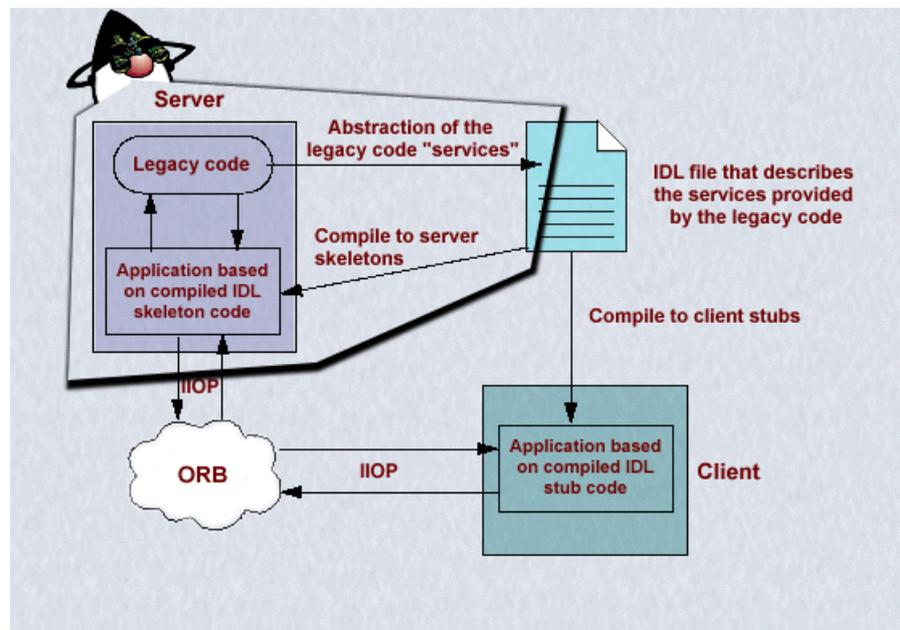 Server
Abstraction of the
legacy code "services"
Legacy code
IDL file that describes
the services provided
by the legacy code
Compile to server
skeletons
Application based
on compiled IDL
skeleton code
Compile to client stubs
IIOP
Application based
on compiled IDL
stub code
ORB
IIOP
Client